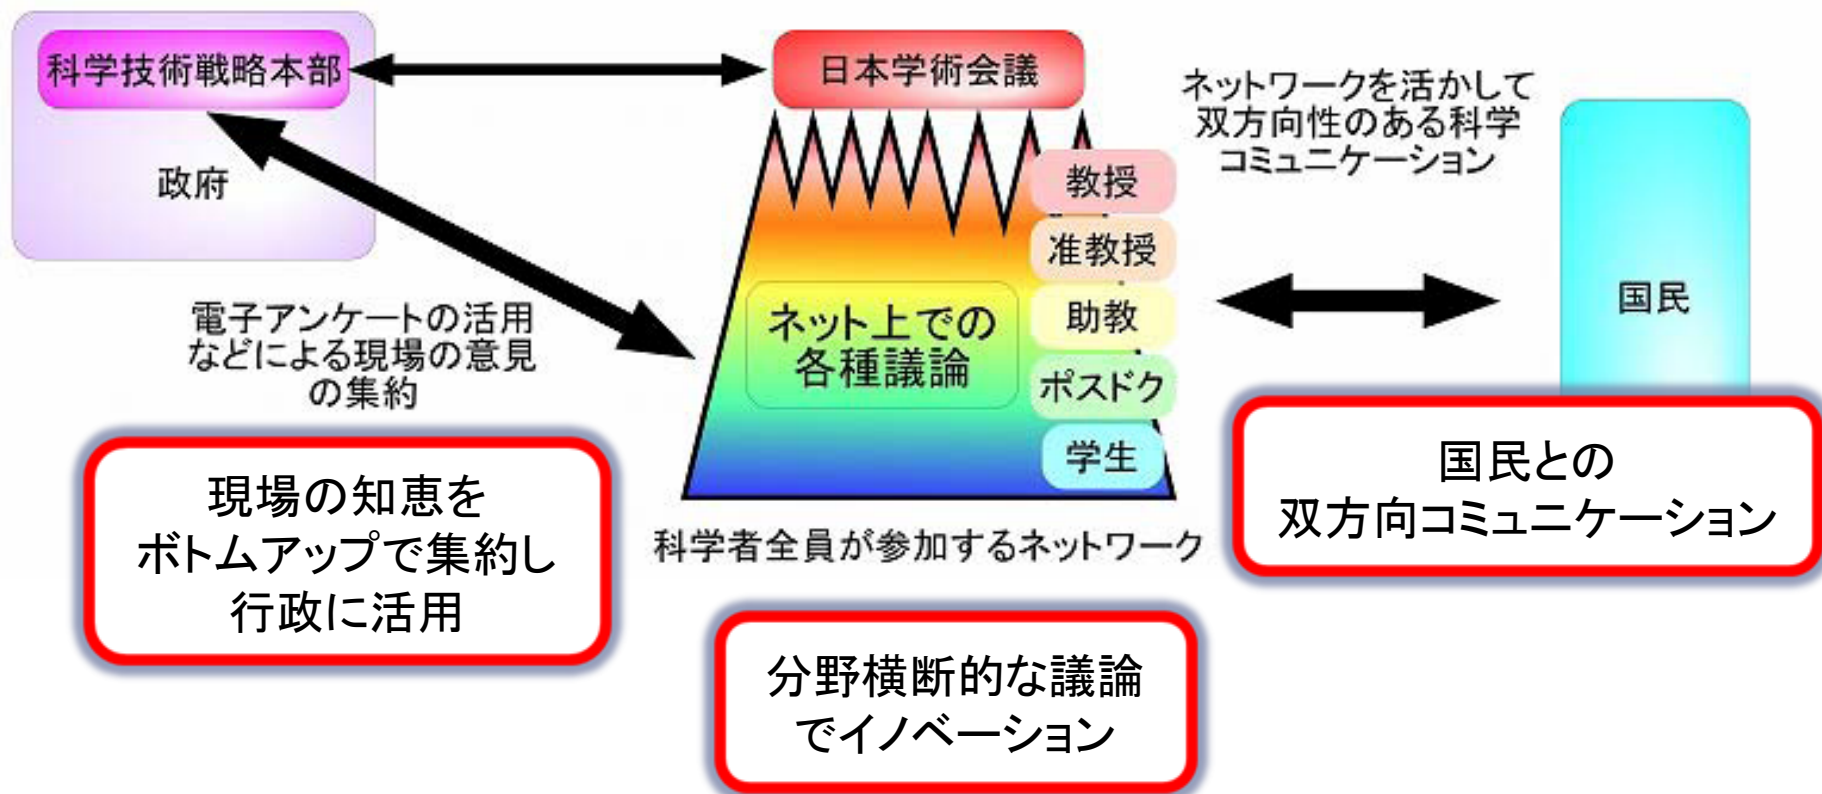 科学技術戦略本部
政府
日本学術会議
ネットワークを活かして
双方向性のある科学
コミュニケーション
教授
准教授
助教
ポスドク
学生
ネット上での
各種議論
国民
電子アンケートの活用
などによる現場の意見
の集約
現場の知恵を
ボトムアップで集約し
行政に活用
科学者全員が参加するネットワーク
国民との
双方向コミュニケーション
分野横断的な議論
でイノベーション